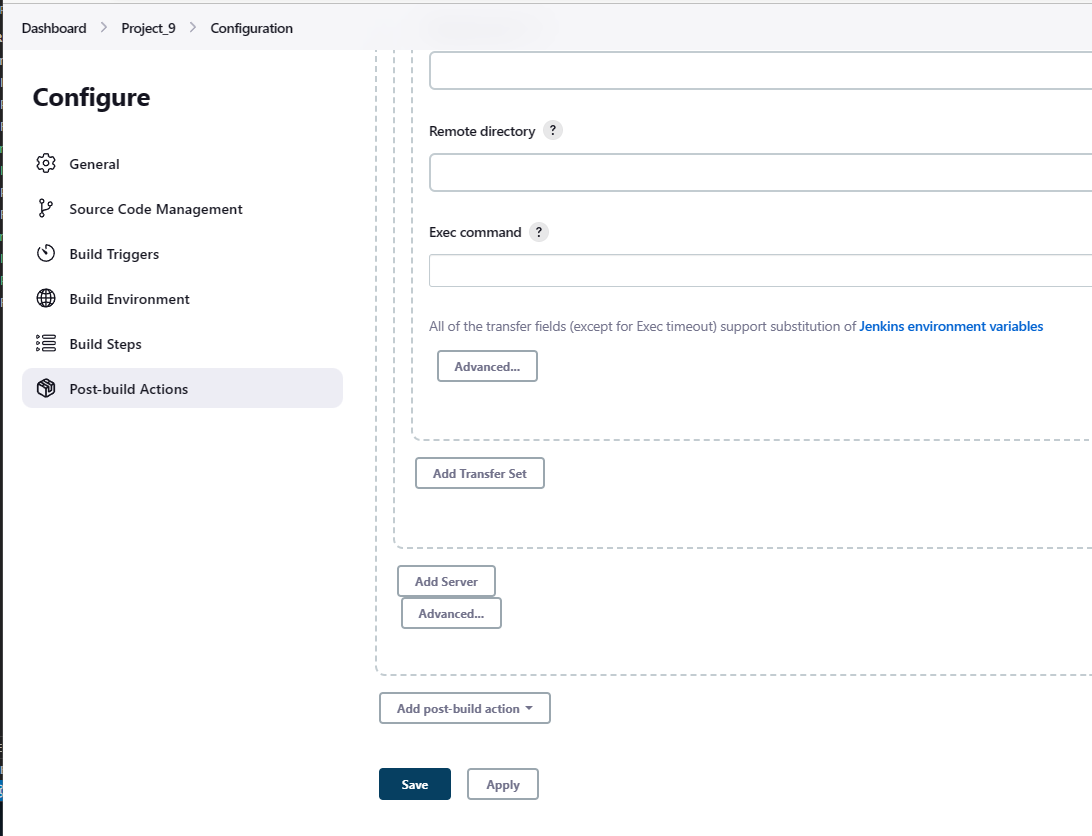 Dashboard > Project_9 > Configuration
Configure
General
Source Code Management
Build Triggers
Build Environment
Build Steps
Post-build Actions
Remote directory ?
Exec command ?
All of the transfer fields (except for Exec timeout) support substitution of Jenkins environment variables
Advanced...
Add Transfer Set
Add Server
Advanced...
Add post-build action
Save Apply